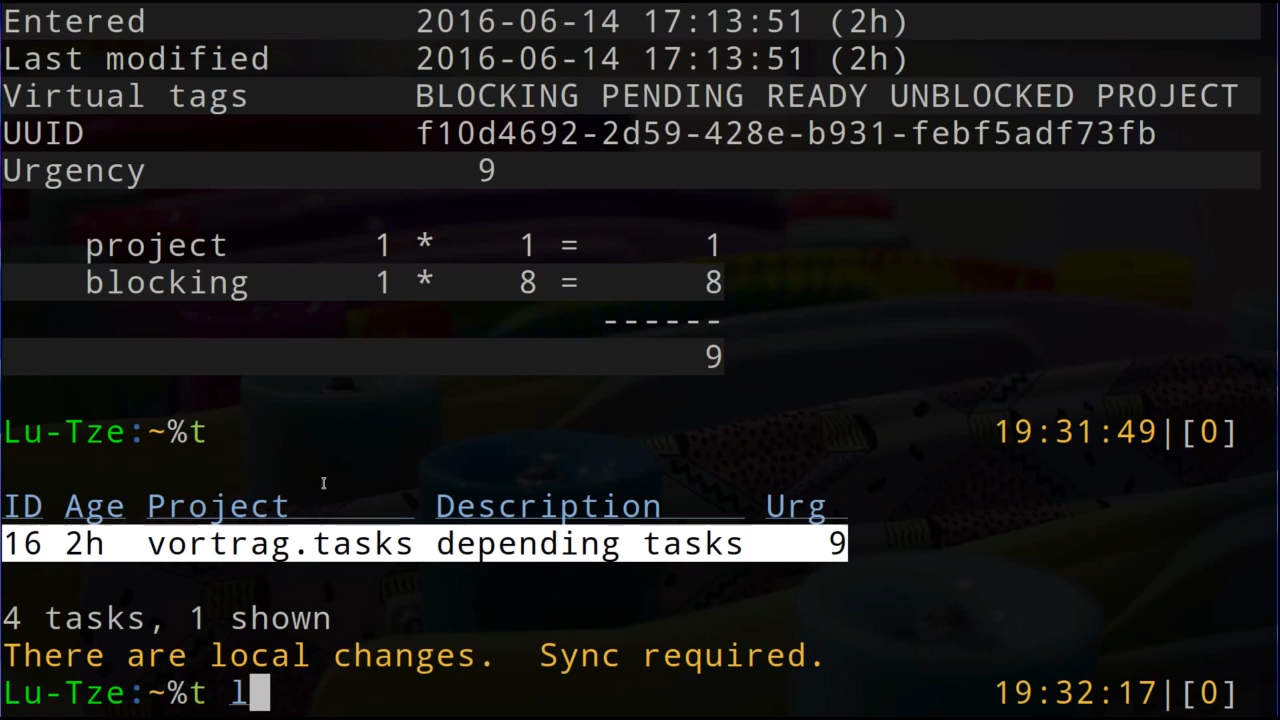 Entered 2016-06-14 17:13:51 (2h)
Last modified 2016-06-14 17:13:51 (2h)
Virtual tags BLOCKING PENDING READY UNBLOCKED PROJECT
UUID f10d4692-2d59-428e-b931-febf5adf73fb
Urgency 9
project 1 * 1 = 1
blocking 1 * 8 = 8
------
9
Lu-Tze:~%t 19:31:49|[0]
ID Age Project Description Urg
16 2h vortrag.tasks depending tasks 9
4 tasks, 1 shown
There are local changes. Sync required.
Lu-Tze:~%t l 19:32:17|[0]